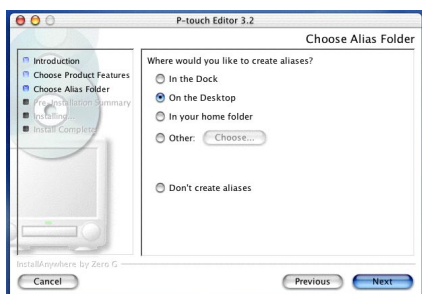 P-touch Editor 3.2
Choose Alias Folder
Introduction
Choose Product Features
Choose Alias Folder
Pre-Installation Summary
Installing...
Install Complete
Where would you like to create aliases?
In the Dock
On the Desktop
In your home folder
Other: Choose...
Don't create aliases
InstallAnywhere by Zero G
Cancel
Previous
Next